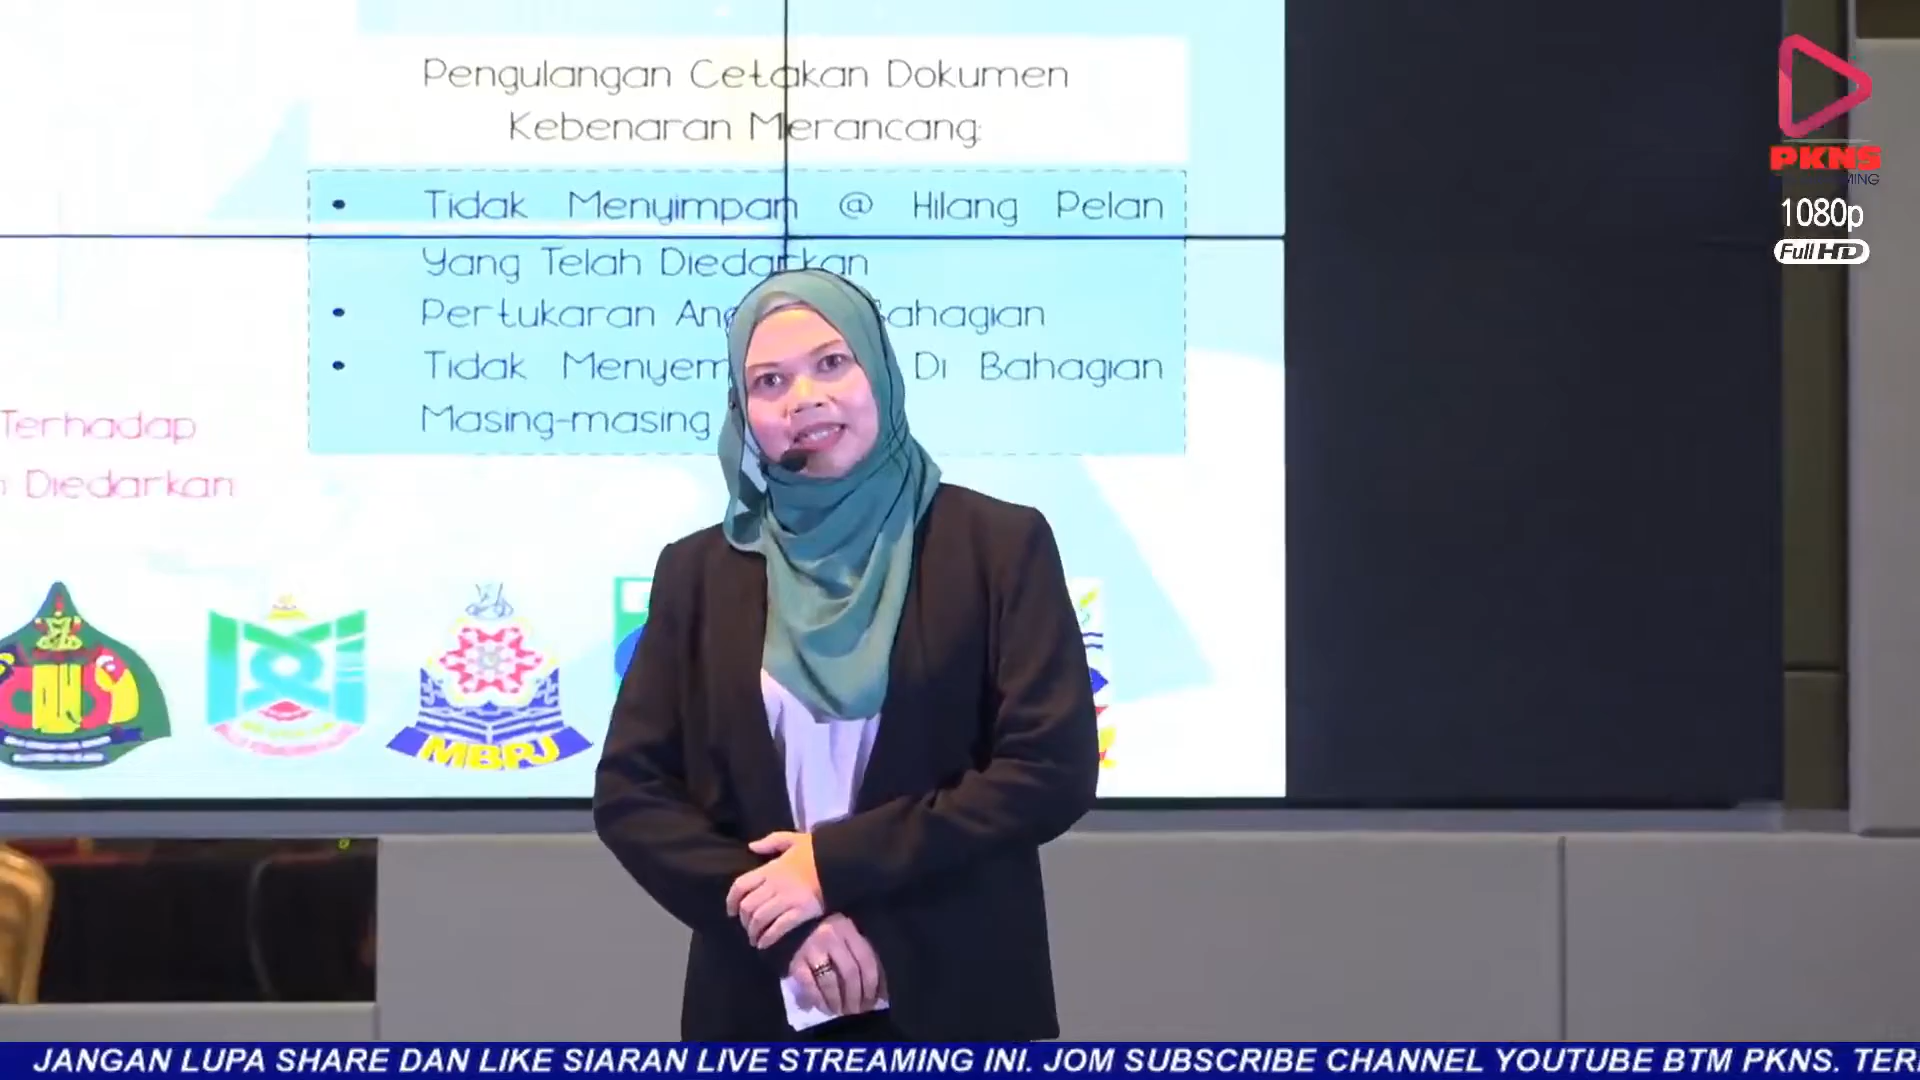 Pengulangan Cetakan Dokumen
Kebenaran Merancang:
• Tidak Menyimpan @ Hilang Pelan
Yang Telah Diedarkan
• Pertukaran Bahagian
• Tidak Di Bahagian
Masing-masing
Terhadap
Diedarkan
MBPJ
PKNS
1080p
Full HD
JANGAN LUPA SHARE DAN LIKE SIARAN LIVE STREAMING INI. JOM SUBSCRIBE CHANNEL YOUTUBE BTM PKNS.